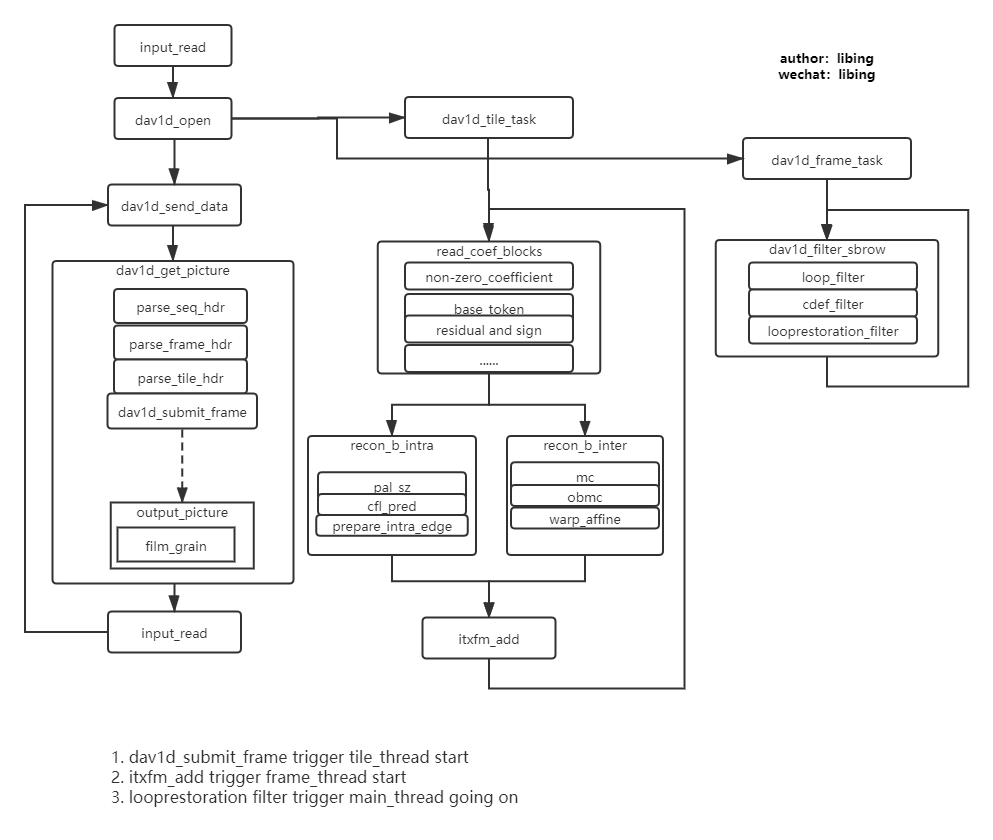 input_read
author: libing
wechat: libing
dav1d_open
dav1d_tile_task
dav1d_frame_task
dav1d_send_data
dav1d_get_picture
parse_seq_hdr
parse_frame_hdr
parse_tile_hdr
dav1d_submit_frame
output_picture
film_grain
input_read
read_coef_blocks
non-zero_coefficient
base_token
residual and sign
......
recon_b_intra
pal_sz
cfl_pred
prepare_intra_edge
recon_b_inter
mc
obmc
warp_affine
itxfm_add
dav1d_filter_sbrow
loop_filter
cdef_filter
looprestoration_filter
1. dav1d_submit_frame trigger tile_thread start
2. itxfm_add trigger frame_thread start
3. looprestoration filter trigger main_thread going on